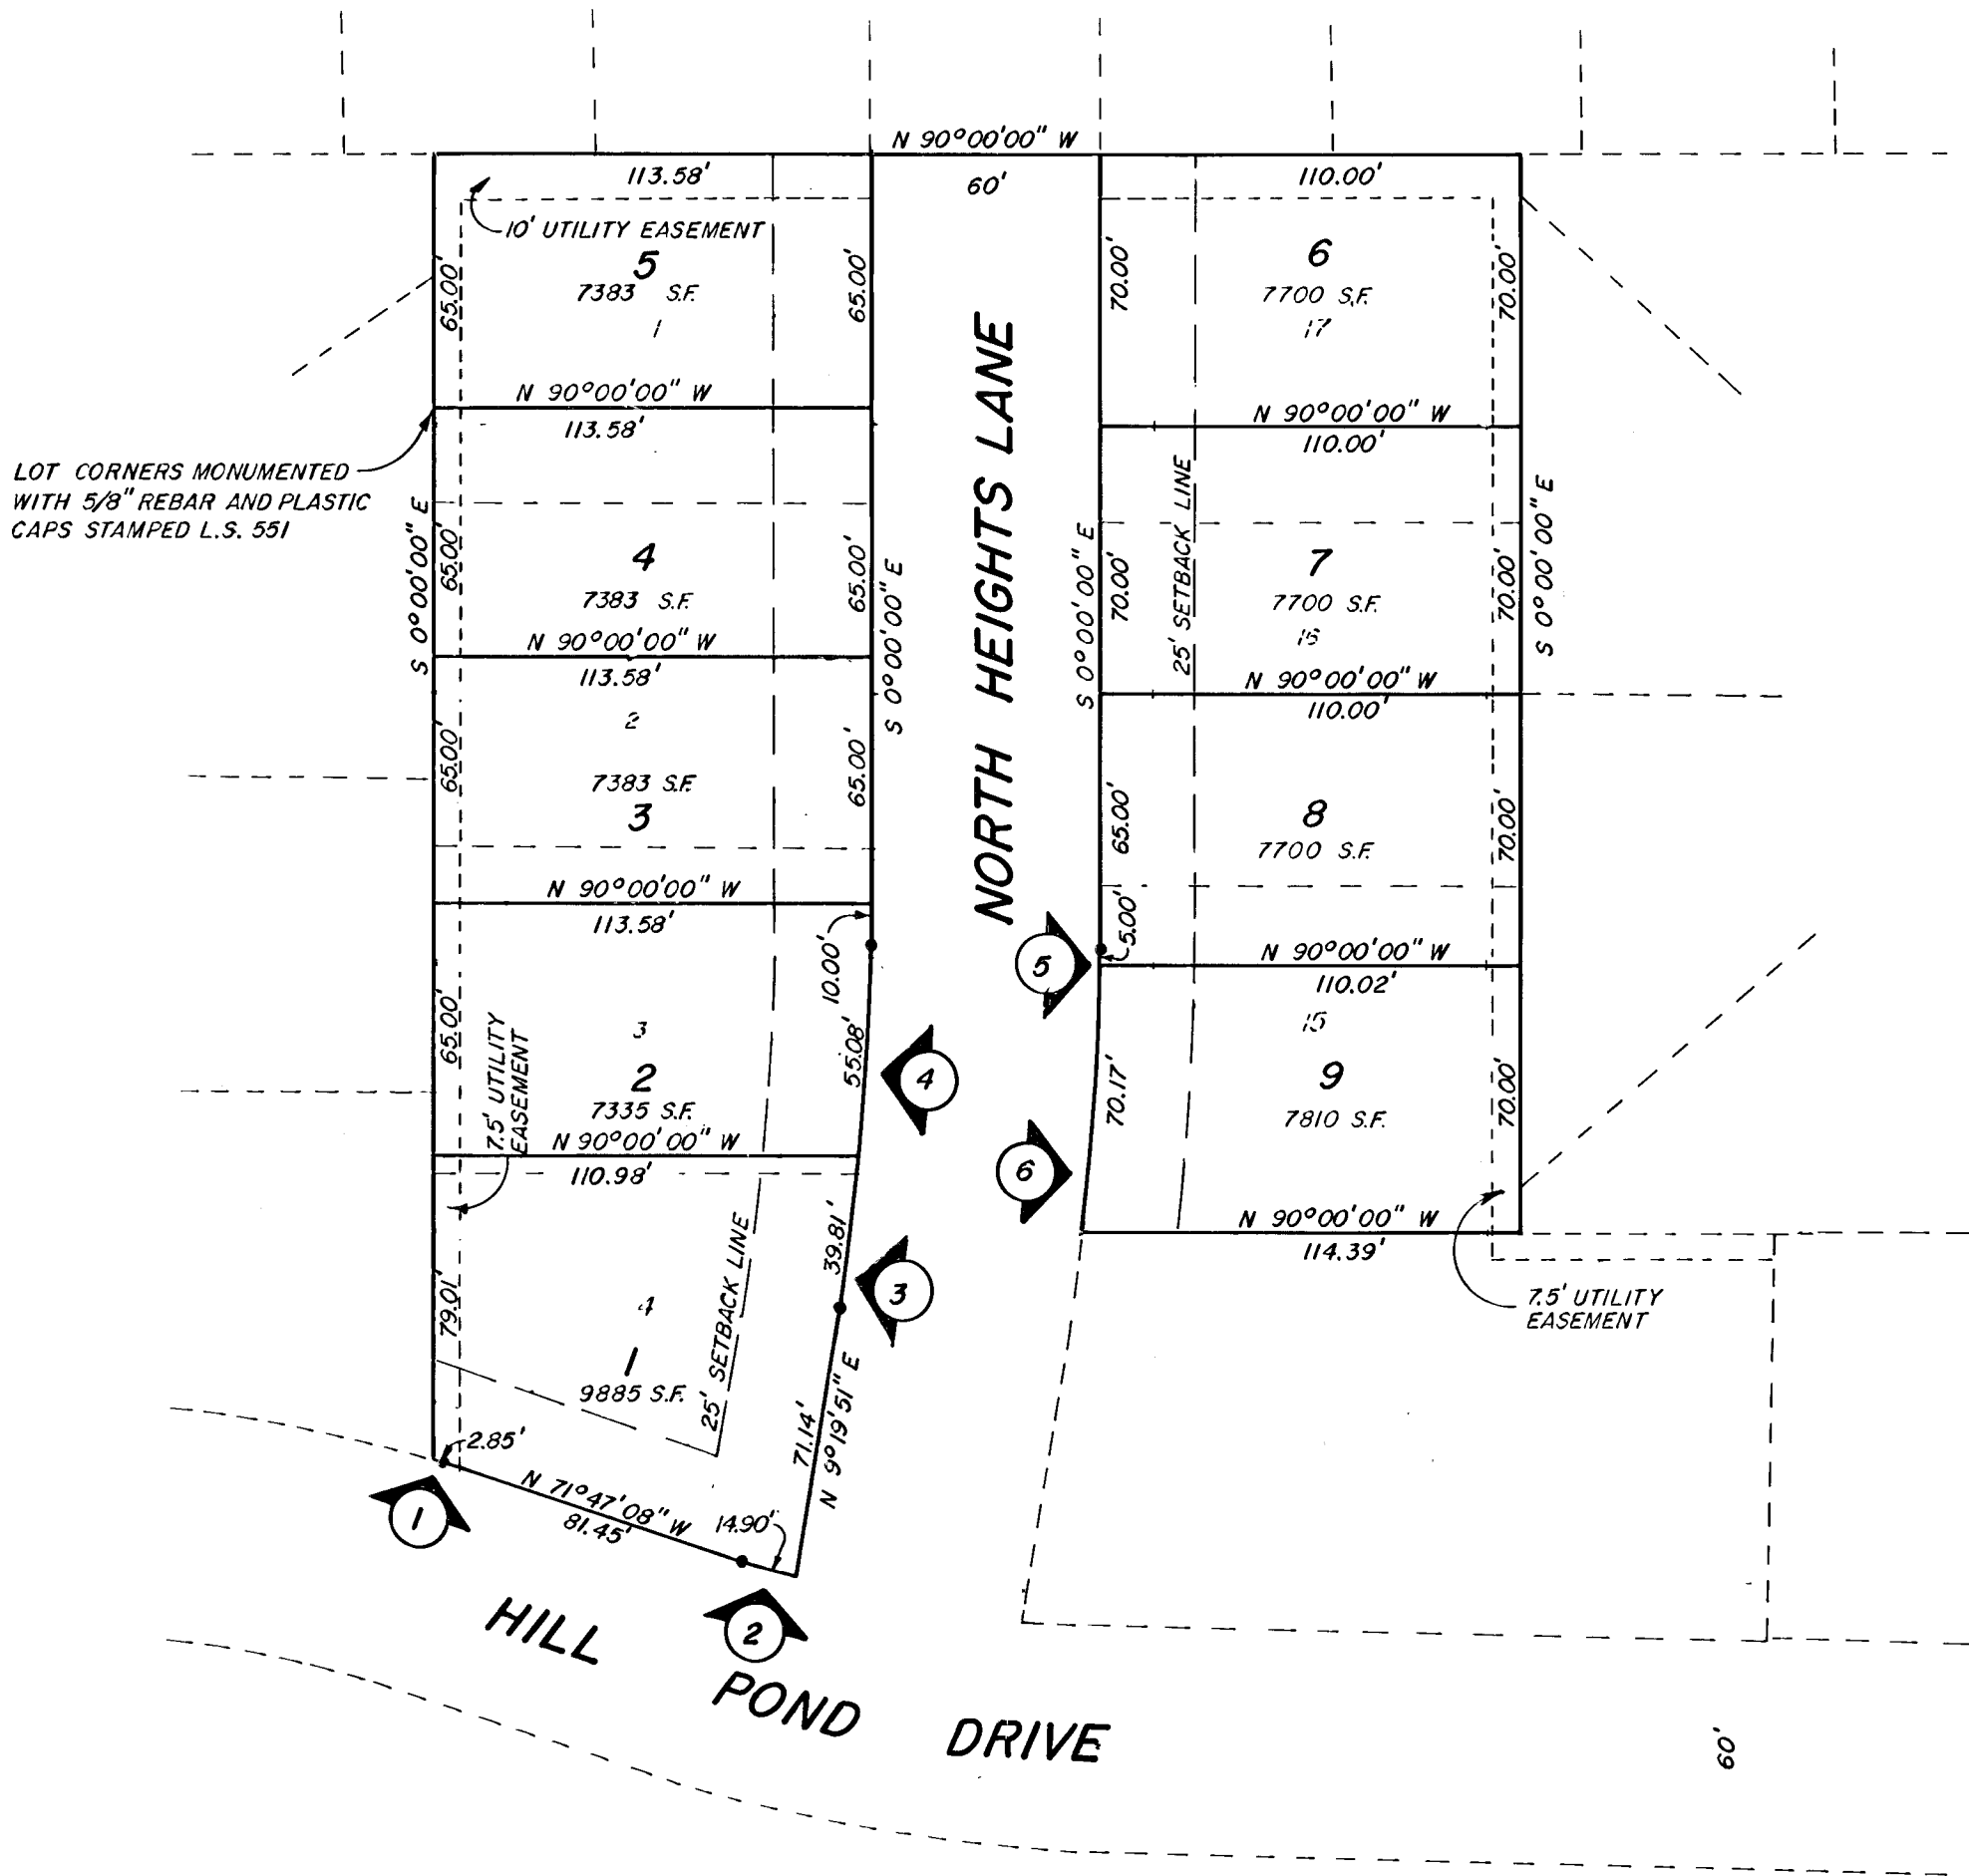 N 90°00'00" W
113.58'
60'
110.00'
10' UTILITY EASEMENT
5
7383 S.F.
1
65.00'
65.00'
N 90°00'00" W
113.58'
LOT CORNERS MONUMENTED
WITH 5/8" REBAR AND PLASTIC
CAPS STAMPED L.S. 551
S 0°00'00" E
65.00'
4
7383 S.F.
65.00'
S 0°00'00" E
N 90°00'00" W
113.58'
2
65.00'
7383 S.F.
3
65.00'
N 90°00'00" W
113.58'
10.00'
65.00'
7.5' UTILITY
EASEMENT
3
2
7335 S.F.
55.08'
N 90°00'00" W
110.98'
79.01'
4
1
9885 S.F.
25' SETBACK LINE
39.81'
71.14'
N 9°19'51" E
2.85'
N 71°47'08" W
81.45'
14.90'
NORTH HEIGHTS LANE
70.00'
6
7700 S.F.
17
70.00'
N 90°00'00" W
110.00'
S 0°00'00" E
70.00'
25' SETBACK LINE
7
7700 S.F.
16
70.00'
S 0°00'00" E
N 90°00'00" W
110.00'
65.00'
8
7700 S.F.
70.00'
5.00'
N 90°00'00" W
110.02'
15
70.17'
9
7810 S.F.
70.00'
N 90°00'00" W
114.39'
7.5' UTILITY
EASEMENT
5
4
6
3
1
2
HILL
POND
DRIVE
60'